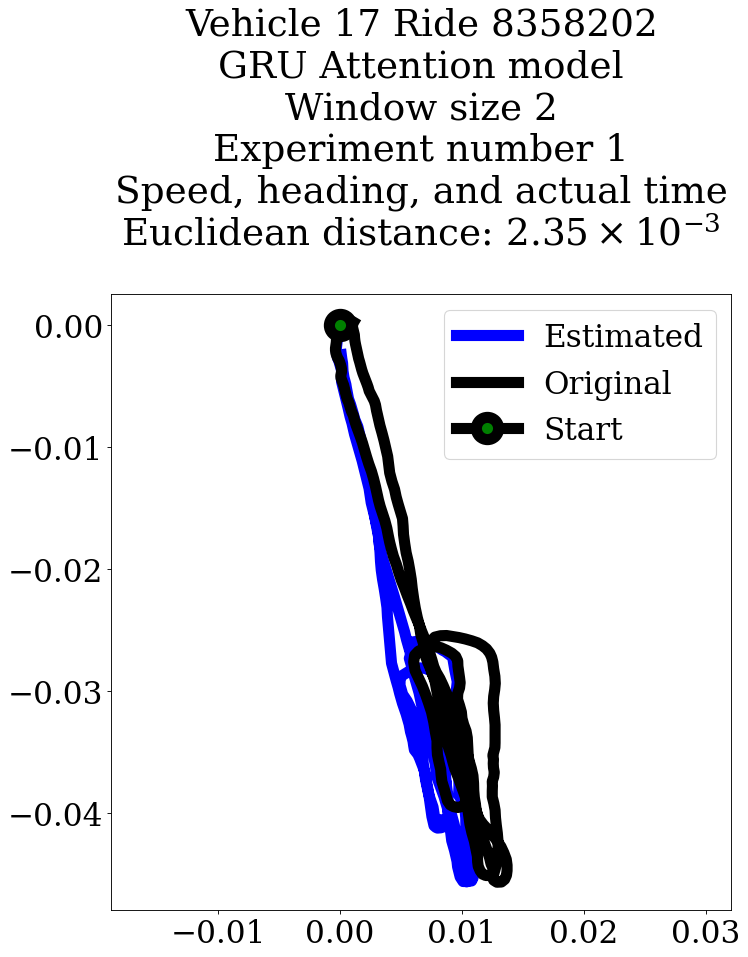 Vehicle 17 Ride 8358202
GRU Attention model
Window size 2
Experiment number 1
Speed, heading, and actual time
Euclidean distance: 2.35 × 10⁻³
Estimated
Original
Start
0.00
−0.01
−0.02
−0.03
−0.04
−0.01 0.00 0.01 0.02 0.03